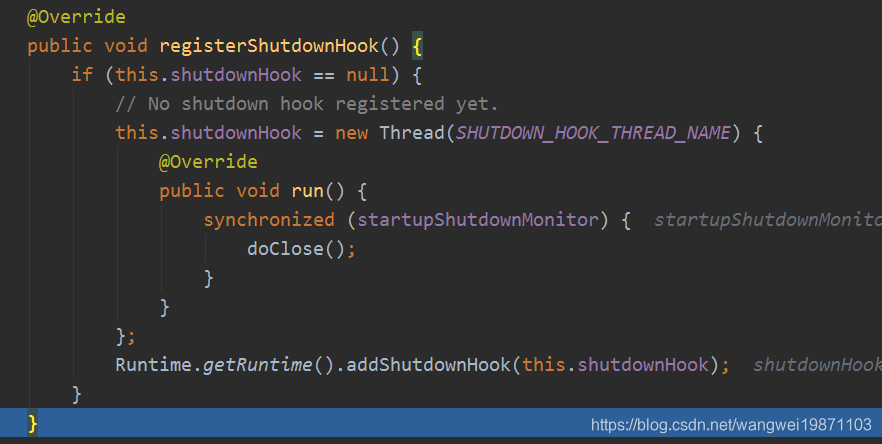 @Override
public void registerShutdownHook() {
if (this.shutdownHook == null) {
// No shutdown hook registered yet.
this.shutdownHook = new Thread(SHUTDOWN_HOOK_THREAD_NAME) {
@Override
public void run() {
synchronized (startupShutdownMonitor) {
doClose();
}
}
};
Runtime.getRuntime().addShutdownHook(this.shutdownHook); shutdownHook
}
}
https://blog.csdn.net/wangwei19871103